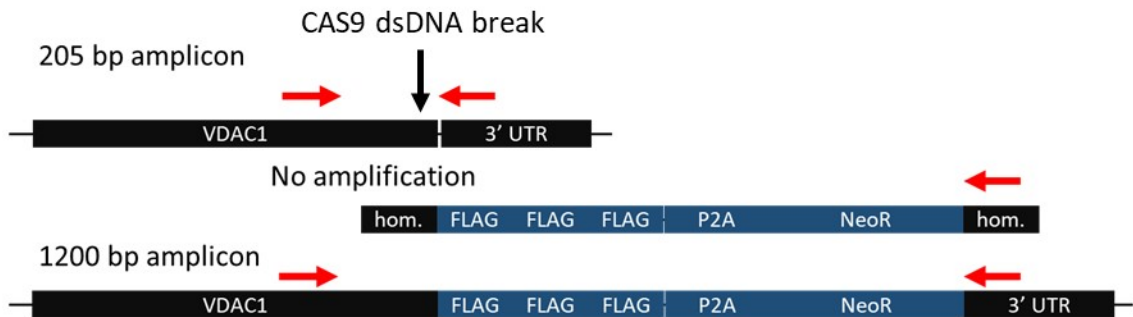 CAS9 dsDNA break
205 bp amplicon
VDAC1 3’ UTR
No amplification
hom. FLAG FLAG FLAG P2A NeoR hom.
1200 bp amplicon
VDAC1 FLAG FLAG FLAG P2A NeoR 3’ UTR